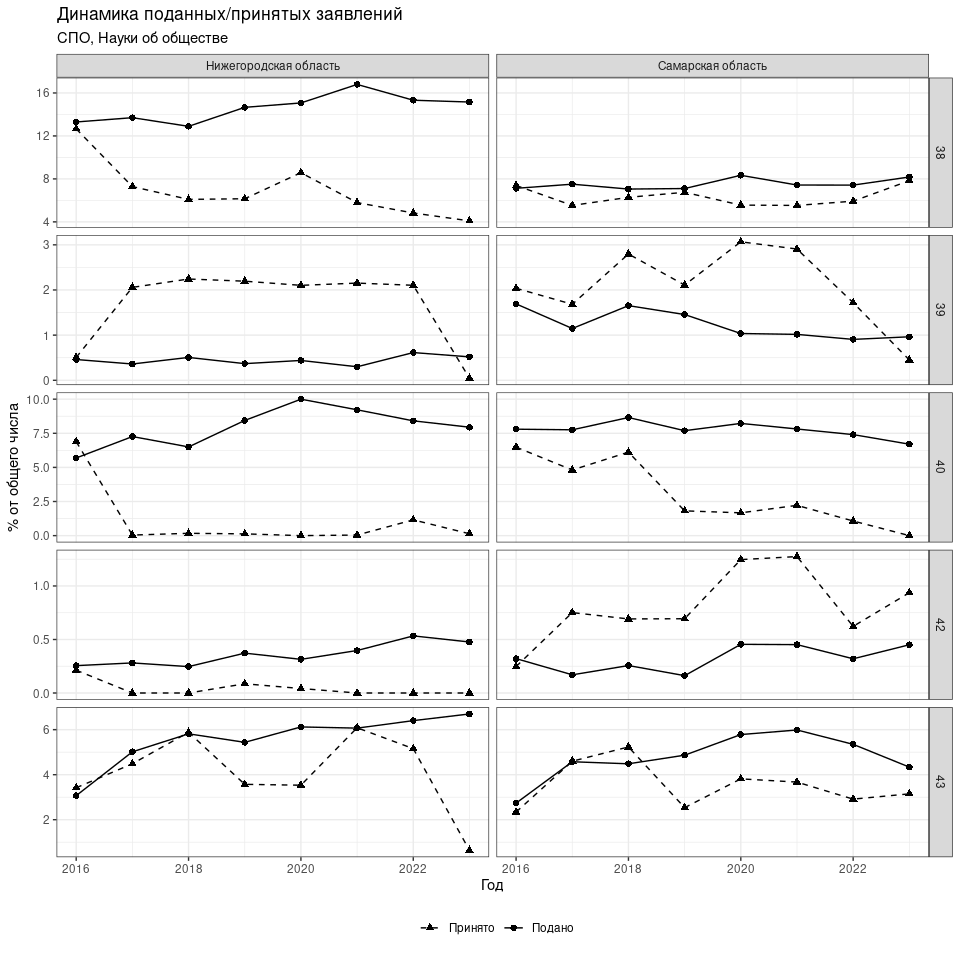 Динамика поданных/принятых заявлений
СПО, Науки об обществе
Нижегородская область
Самарская область
16
12
8
4
38
3
2
1
0
39
% от общего числа
10.0
7.5
5.0
2.5
0.0
40
1.0
0.5
0.0
42
6
4
2
43
2016 2018 2020 2022
2016 2018 2020 2022
Год
Принято Подано